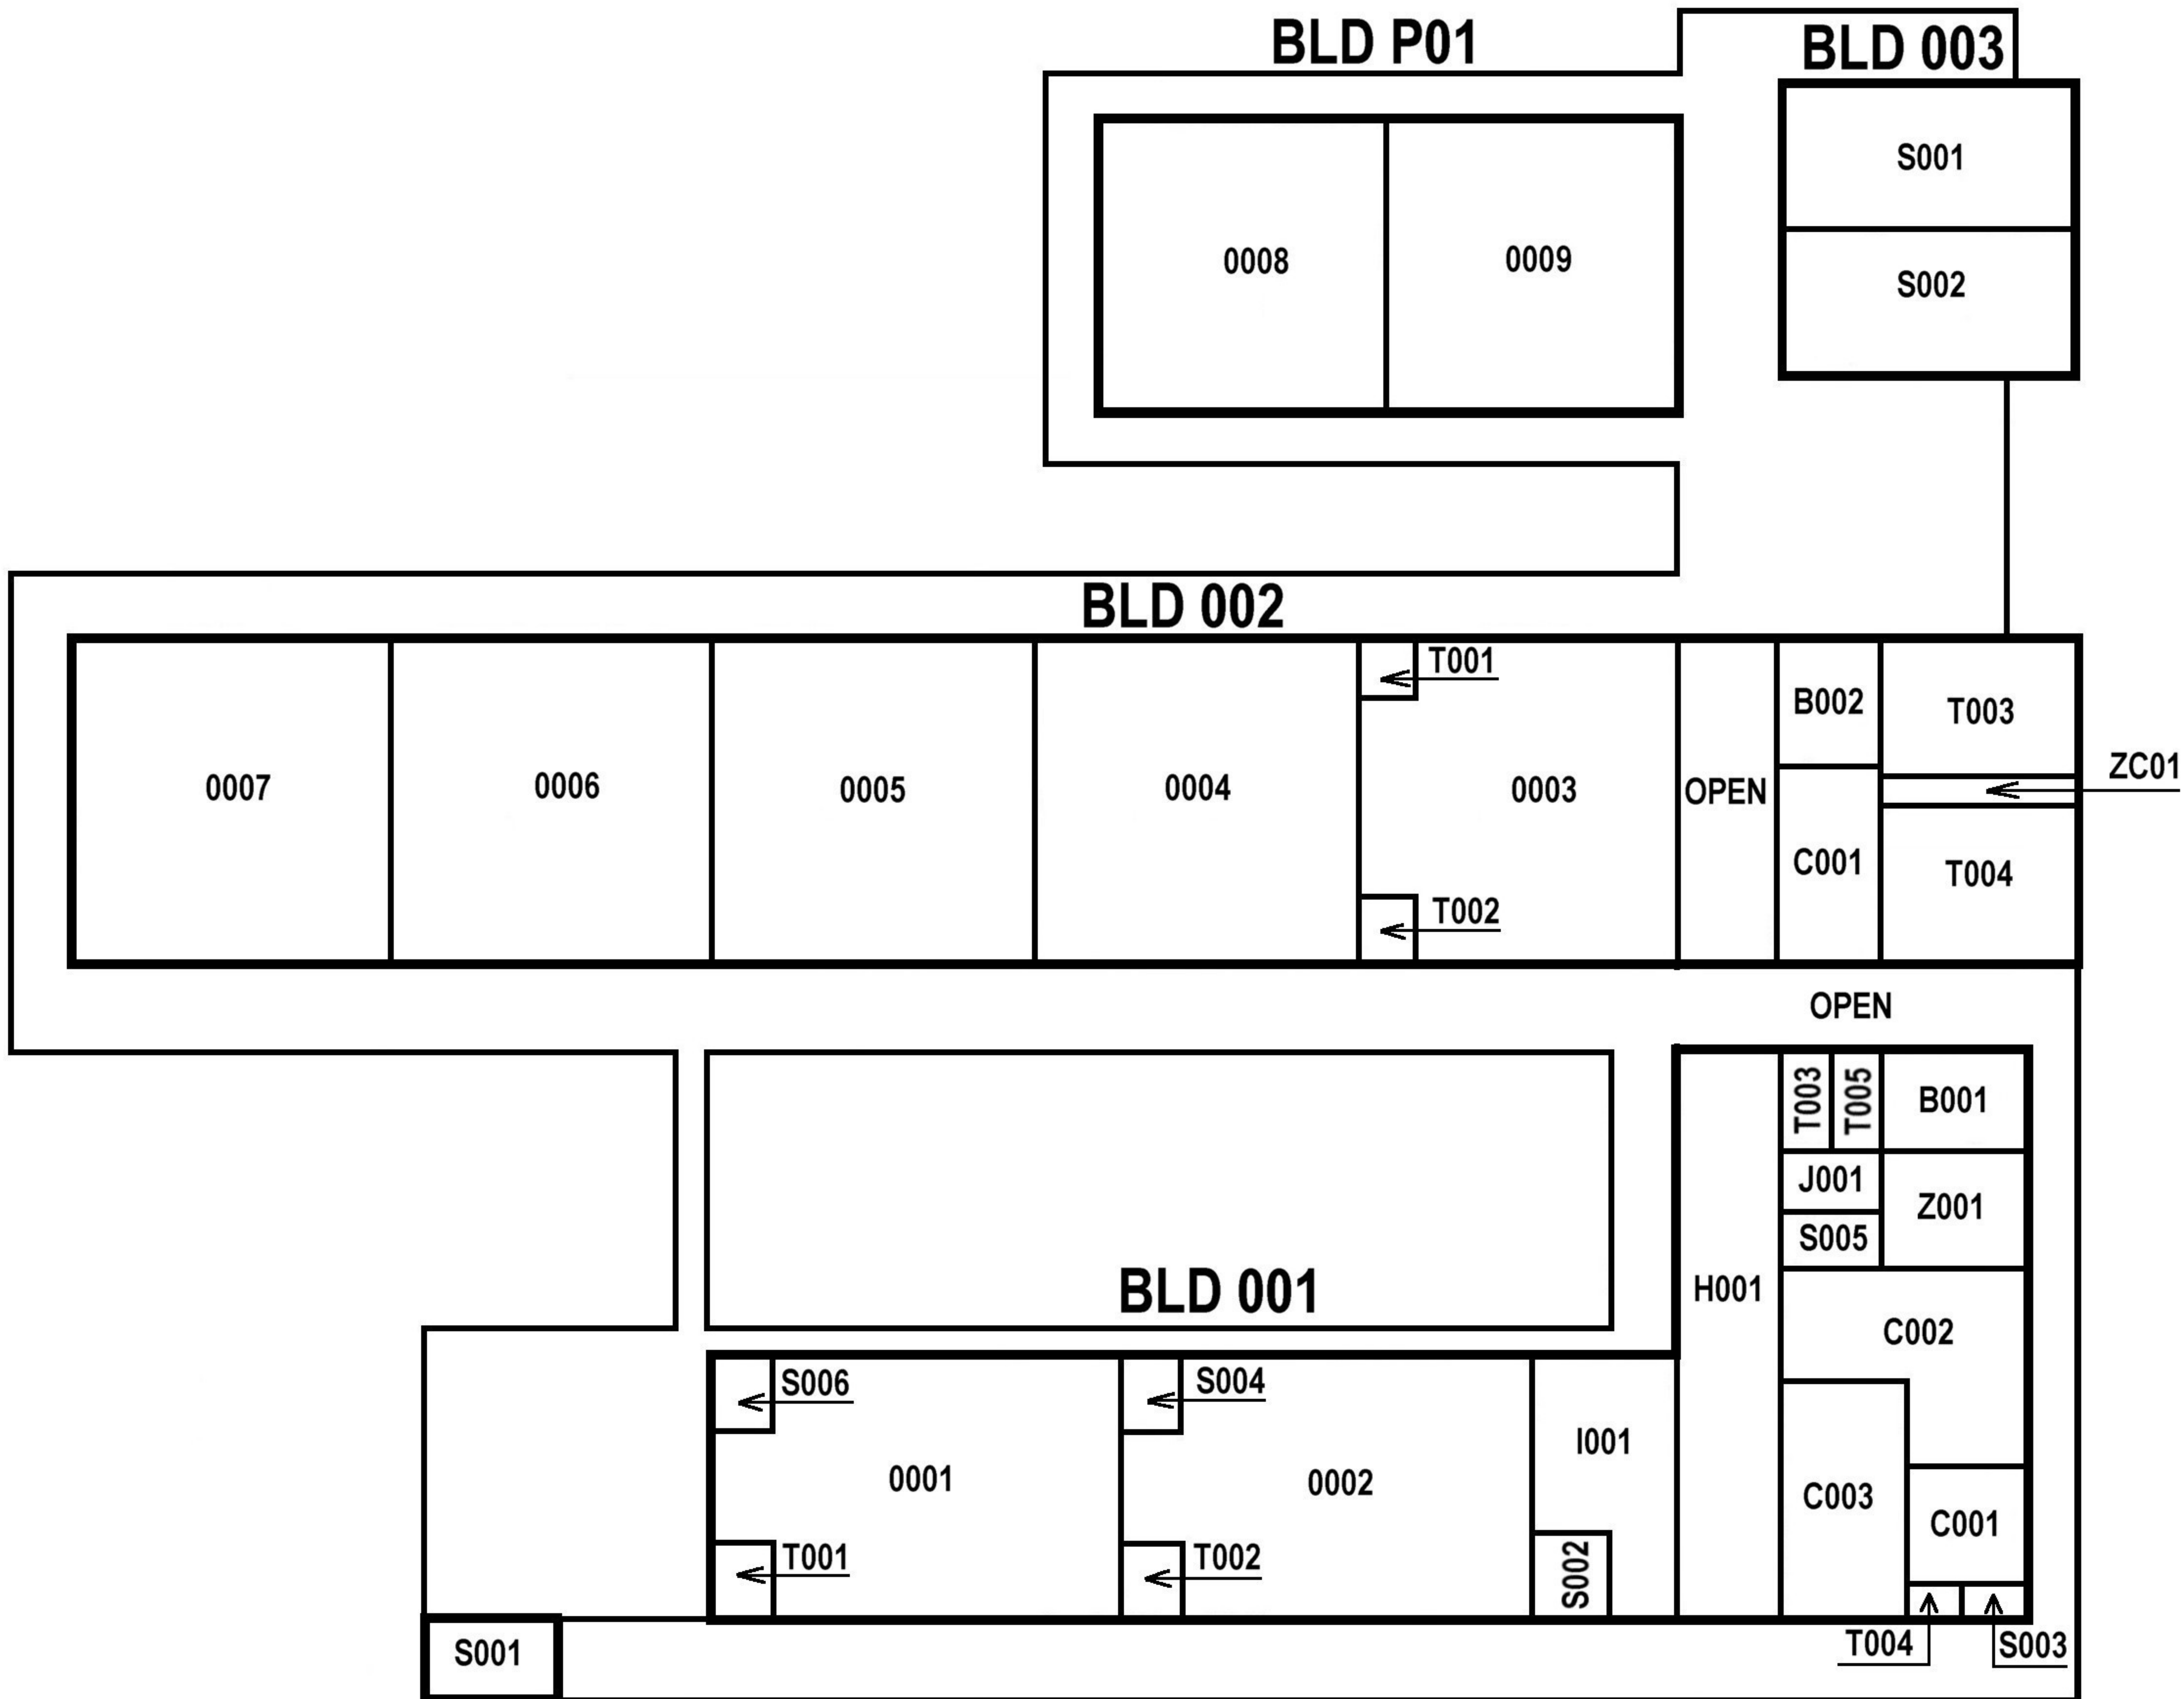 BLD P01
BLD 003
S001
0008
0009
S002
BLD 002
T001
B002
T003
ZC01
0007
0006
0005
0004
0003
OPEN
C001
T004
T002
OPEN
T003
T005
B001
J001
Z001
S005
BLD 001
H001
C002
S006
S004
I001
0001
0002
C003
C001
T001
T002
S002
S001
T004
S003